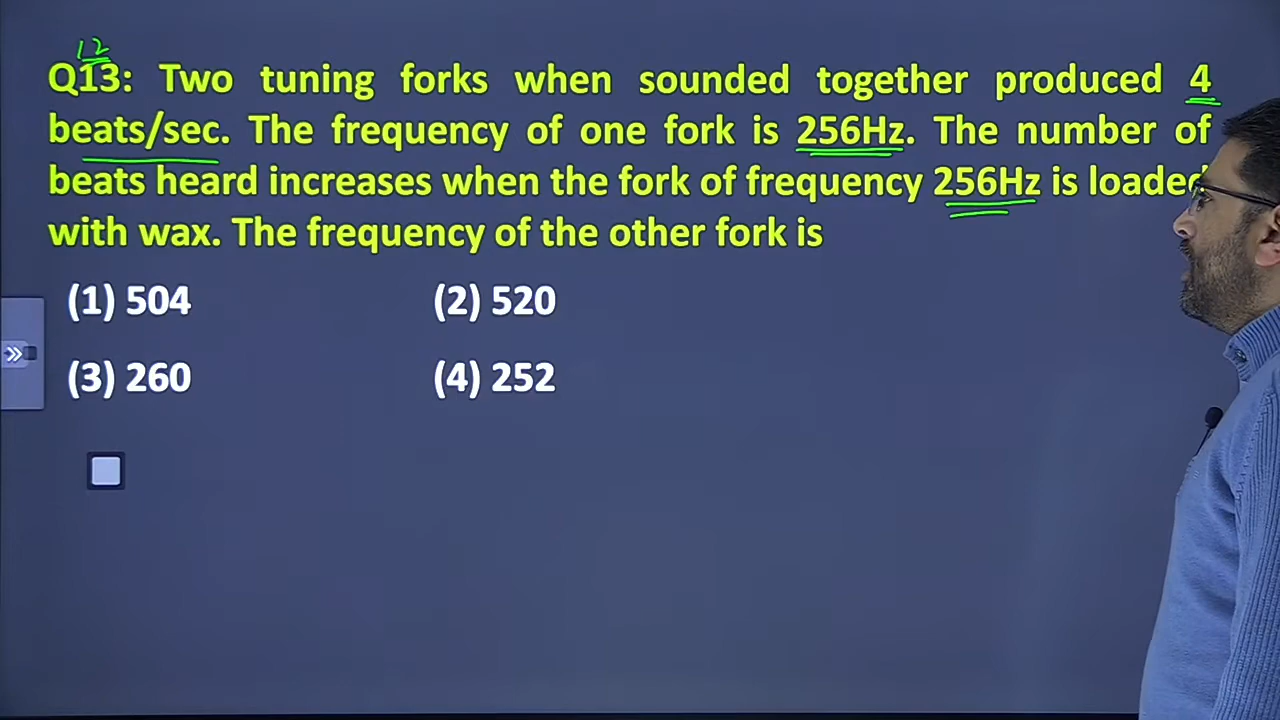 12
Q13: Two tuning forks when sounded together produced 4
beats/sec. The frequency of one fork is 256Hz. The number of
beats heard increases when the fork of frequency 256Hz is loaded
with wax. The frequency of the other fork is
(1) 504 (2) 520
(3) 260 (4) 252